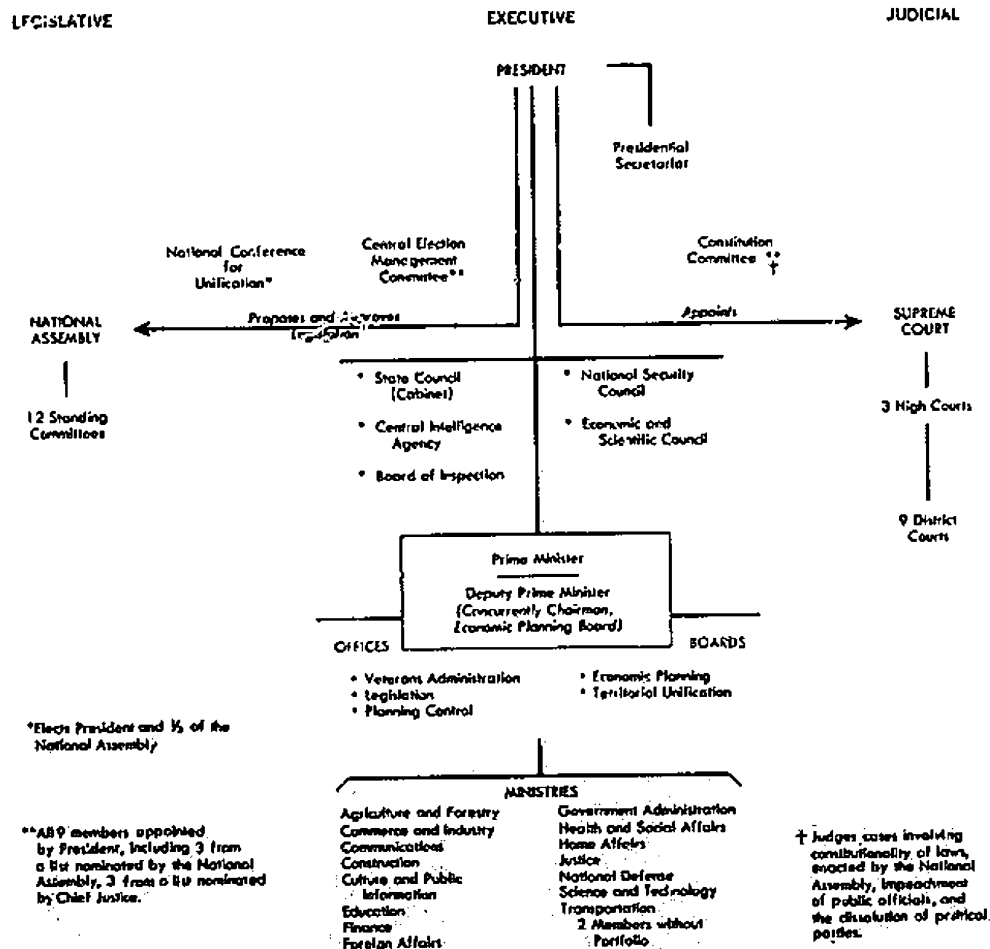 LEGISLATIVE
EXECUTIVE
JUDICIAL
PRESIDENT
Presidential
Secretariat
National Conference
for
Unification*
Central Election
Management
Committee**
Constitution
Committee **
†
NATIONAL
ASSEMBLY
Proposes and Approves
Legislation
Appoints
SUPREME
COURT
12 Standing
Committees
* State Council
(Cabinet)
* Central Intelligence
Agency
* Board of Inspection
* National Security
Council
* Economic and
Scientific Council
3 High Courts
9 District
Courts
Prime Minister
Deputy Prime Minister
(Concurrently Chairman,
Economic Planning Board)
OFFICES
BOARDS
* Veterans Administration
* Legislation
* Planning Control
* Economic Planning
* Territorial Unification
*Elects President and ⅓ of the
National Assembly
MINISTRIES
Agriculture and Forestry
Commerce and Industry
Communications
Construction
Culture and Public
Information
Education
Finance
Foreign Affairs
Government Administration
Health and Social Affairs
Home Affairs
Justice
National Defense
Science and Technology
Transportation
2 Members without
Portfolio
**All 9 members appointed
by President, including 3 from
a list nominated by the National
Assembly, 3 from a list nominated
by Chief Justice.
† Judges cases involving
constitutionality of laws,
enacted by the National
Assembly, impeachment
of public officials, and
the dissolution of political
parties.